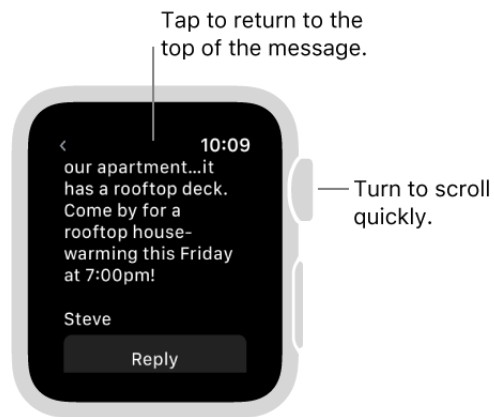 Tap to return to the
top of the message.
<
10:09
our apartment...it
has a rooftop deck.
Come by for a
rooftop house-
warming this Friday
at 7:00pm!
Steve
Reply
Turn to scroll
quickly.